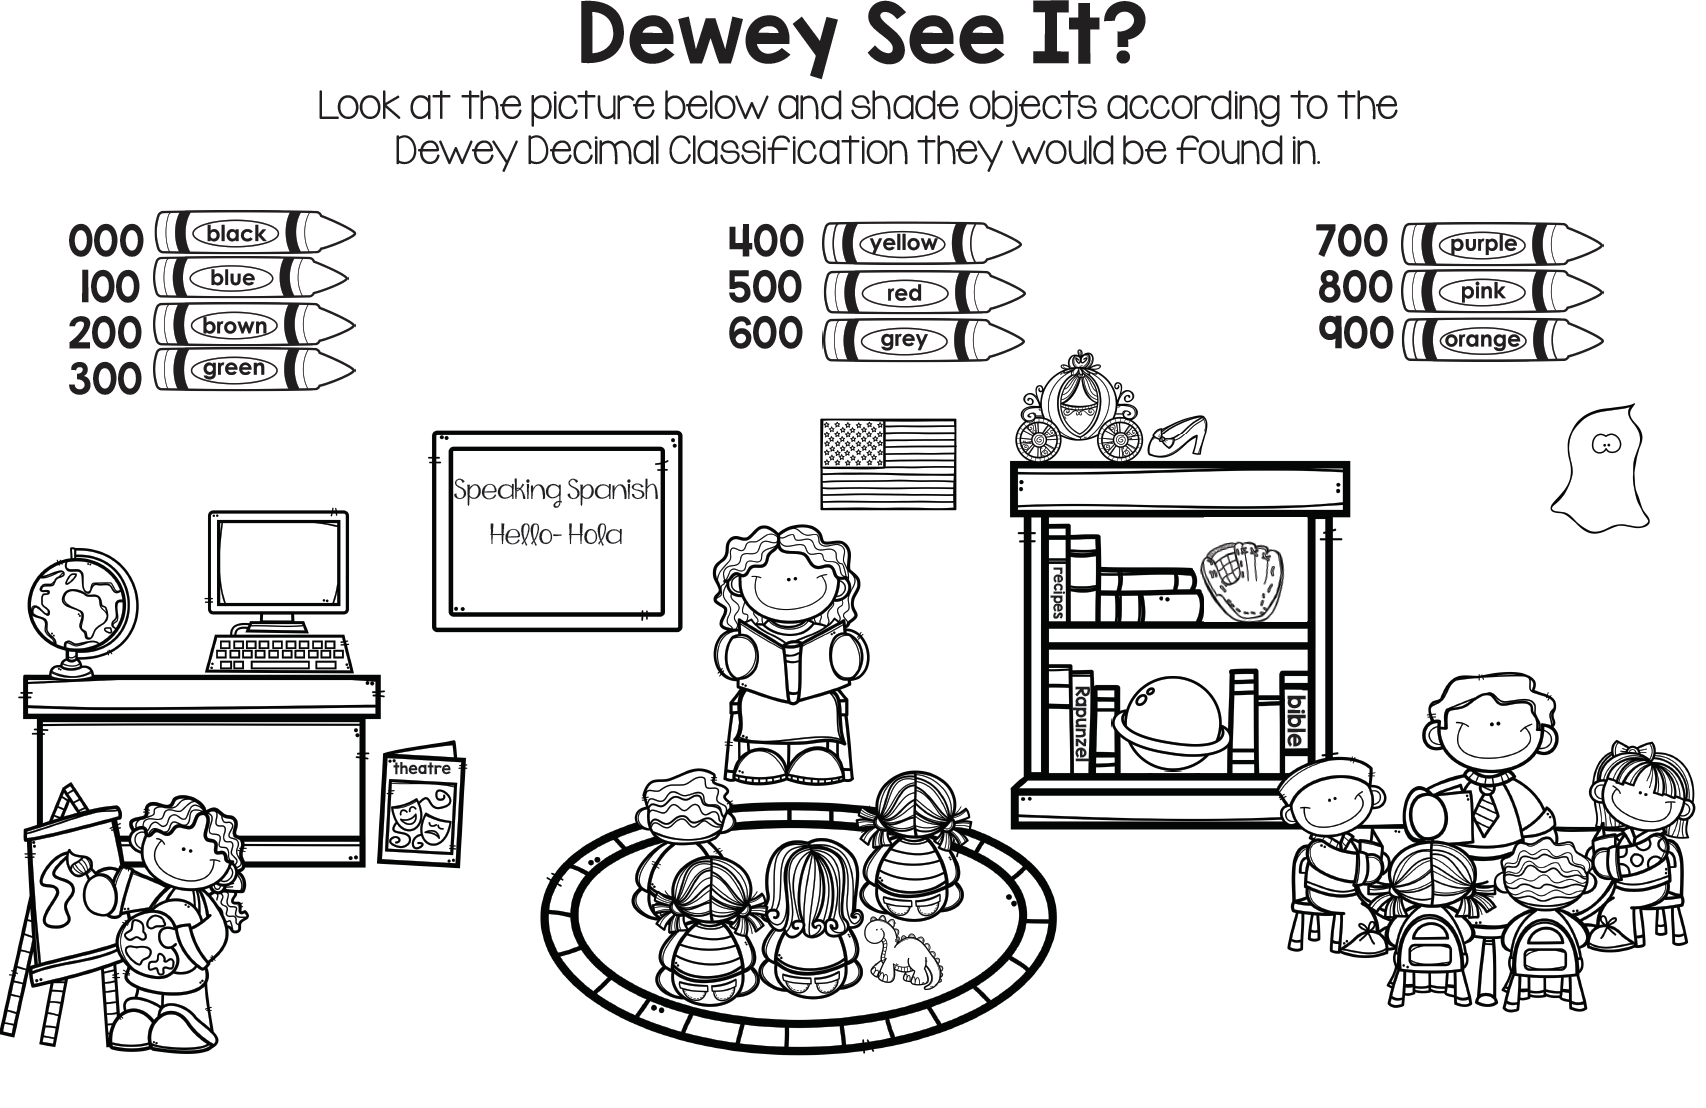 Dewey See It?
Look at the picture below and shade objects according to the
Dewey Decimal Classification they would be found in.
000 black
100 blue
200 brown
300 green
400 yellow
500 red
600 grey
700 purple
800 pink
900 orange
Speaking Spanish
Hello- Hola
recipes
Rapunzel
bible
theatre